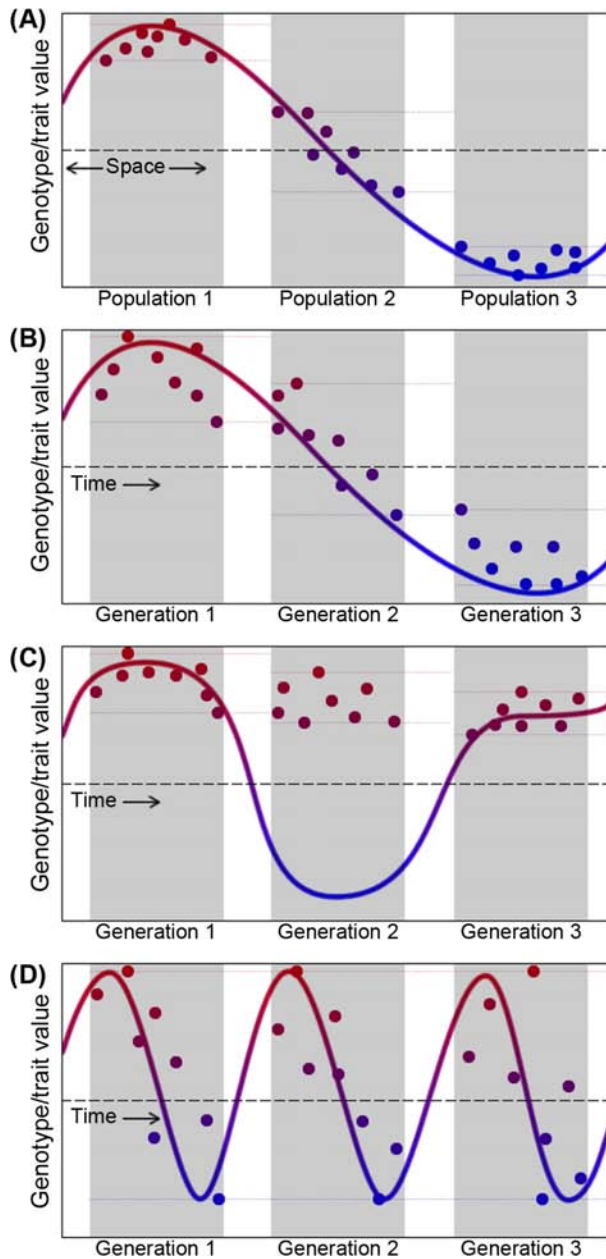 (A)
Genotype/trait value
Space
Population 1 Population 2 Population 3
(B)
Genotype/trait value
Time
Generation 1 Generation 2 Generation 3
(C)
Genotype/trait value
Time
Generation 1 Generation 2 Generation 3
(D)
Genotype/trait value
Time
Generation 1 Generation 2 Generation 3